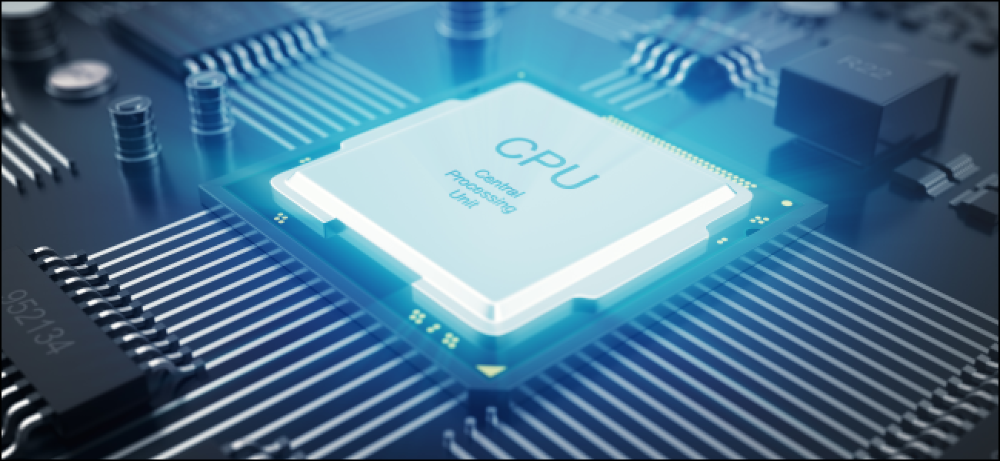 R22
CPU
Central
Processing
Unit
952134